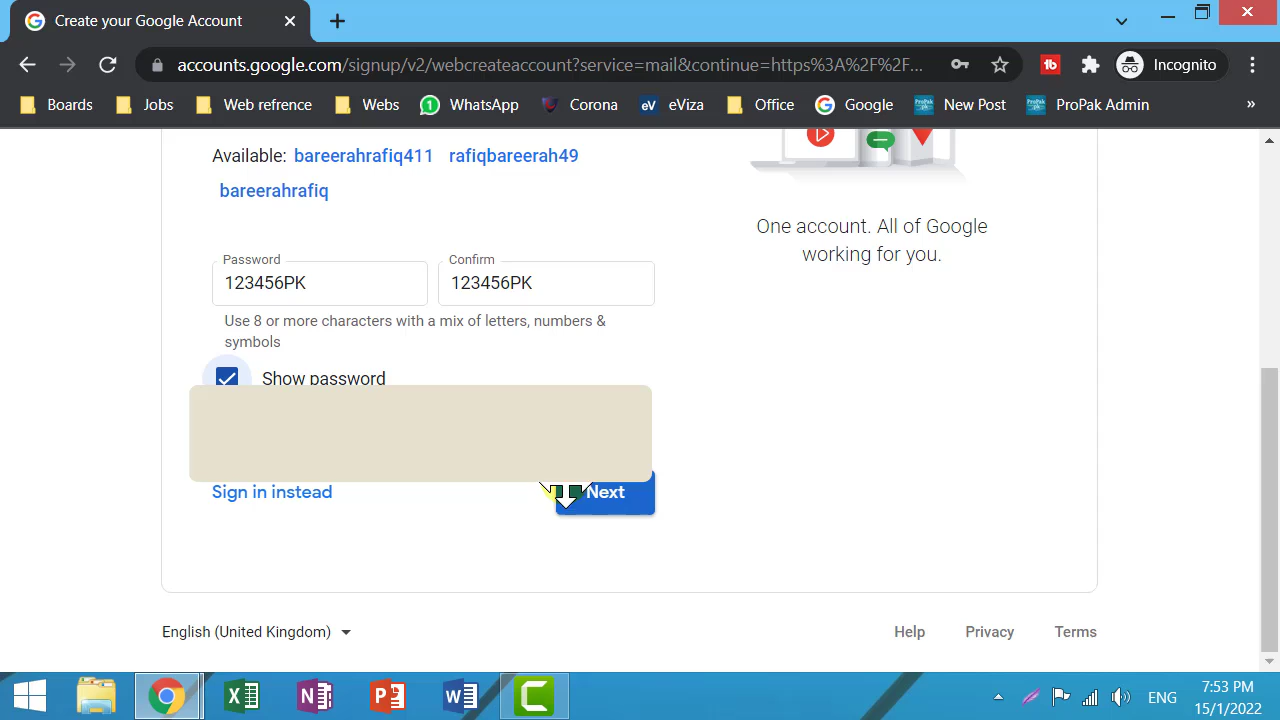 Create your Google Account
accounts.google.com/signup/v2/webcreateaccount?service=mail&continue=https%3A%2F%2F...
Incognito
Boards Jobs Web refrence Webs WhatsApp Corona eViza Office Google New Post ProPak Admin »
Available: bareerahrafiq411 rafiqbareerah49
bareerahrafiq
One account. All of Google
working for you.
Password
123456PK
Confirm
123456PK
Use 8 or more characters with a mix of letters, numbers &
symbols
Show password
Sign in instead
Next
English (United Kingdom)
Help Privacy Terms
ENG
7:53 PM
15/1/2022